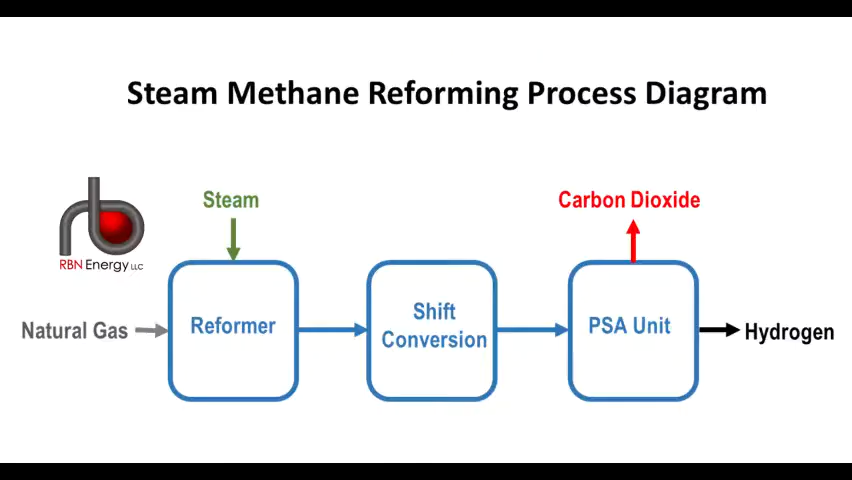 Steam Methane Reforming Process Diagram
Steam
Carbon Dioxide
RBN Energy LLC
Natural Gas
Reformer
Shift
Conversion
PSA Unit
Hydrogen